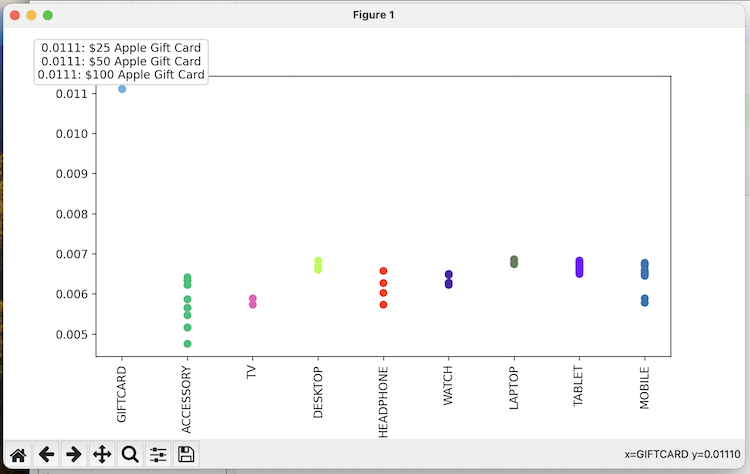 Figure 1
0.0111: $25 Apple Gift Card
0.0111: $50 Apple Gift Card
0.0111: $100 Apple Gift Card
0.011
0.010
0.009
0.008
0.007
0.006
0.005
GIFTCARD
ACCESSORY
TV
DESKTOP
HEADPHONE
WATCH
LAPTOP
TABLET
MOBILE
x=GIFTCARD y=0.01110